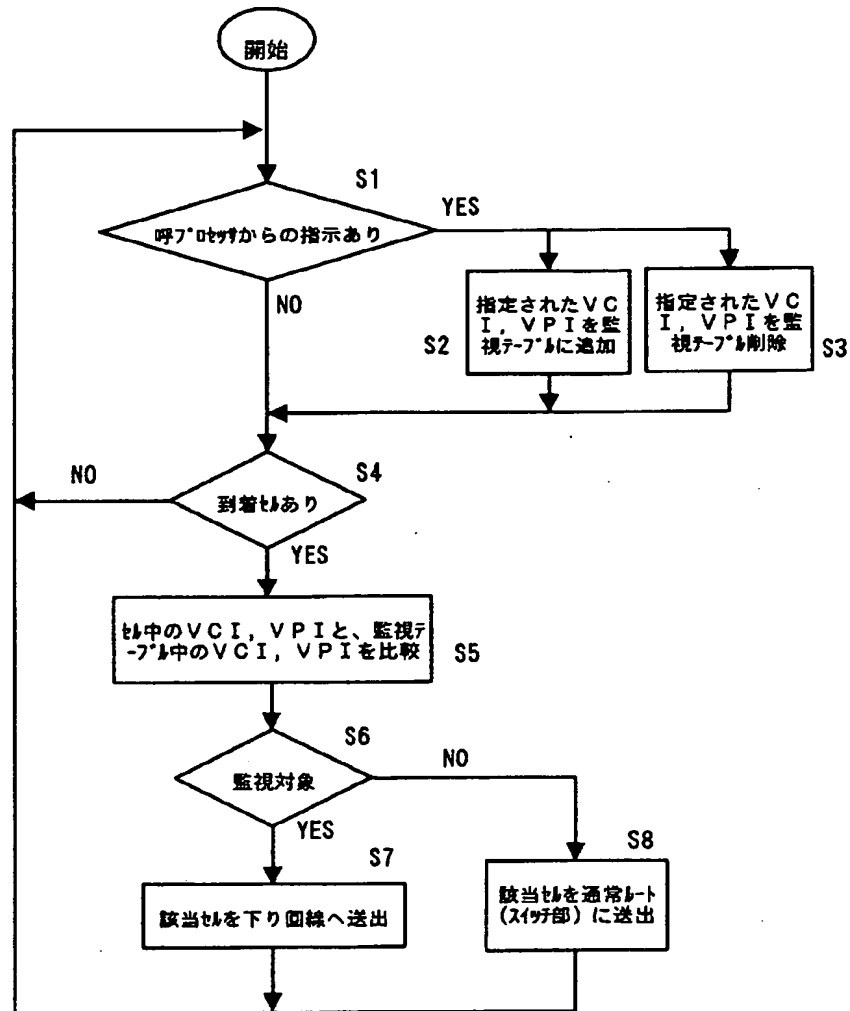 開始
S1
YES
呼ﾌﾟﾛｾｯｻからの指示あり
NO
指定されたＶＣ
Ｉ，ＶＰＩを監
視ﾃｰﾌﾞﾙに追加
S2
指定されたＶＣ
Ｉ，ＶＰＩを監
視ﾃｰﾌﾞﾙ削除
S3
NO
S4
到着ｾﾙあり
YES
ｾﾙ中のＶＣＩ，ＶＰＩと、監視ﾃ
ｰﾌﾞﾙ中のＶＣＩ，ＶＰＩを比較
S5
S6
NO
監視対象
YES
S7
S8
該当ｾﾙを下り回線へ送出
該当ｾﾙを通常ﾙｰﾄ
(ｽｲｯﾁ部) に送出